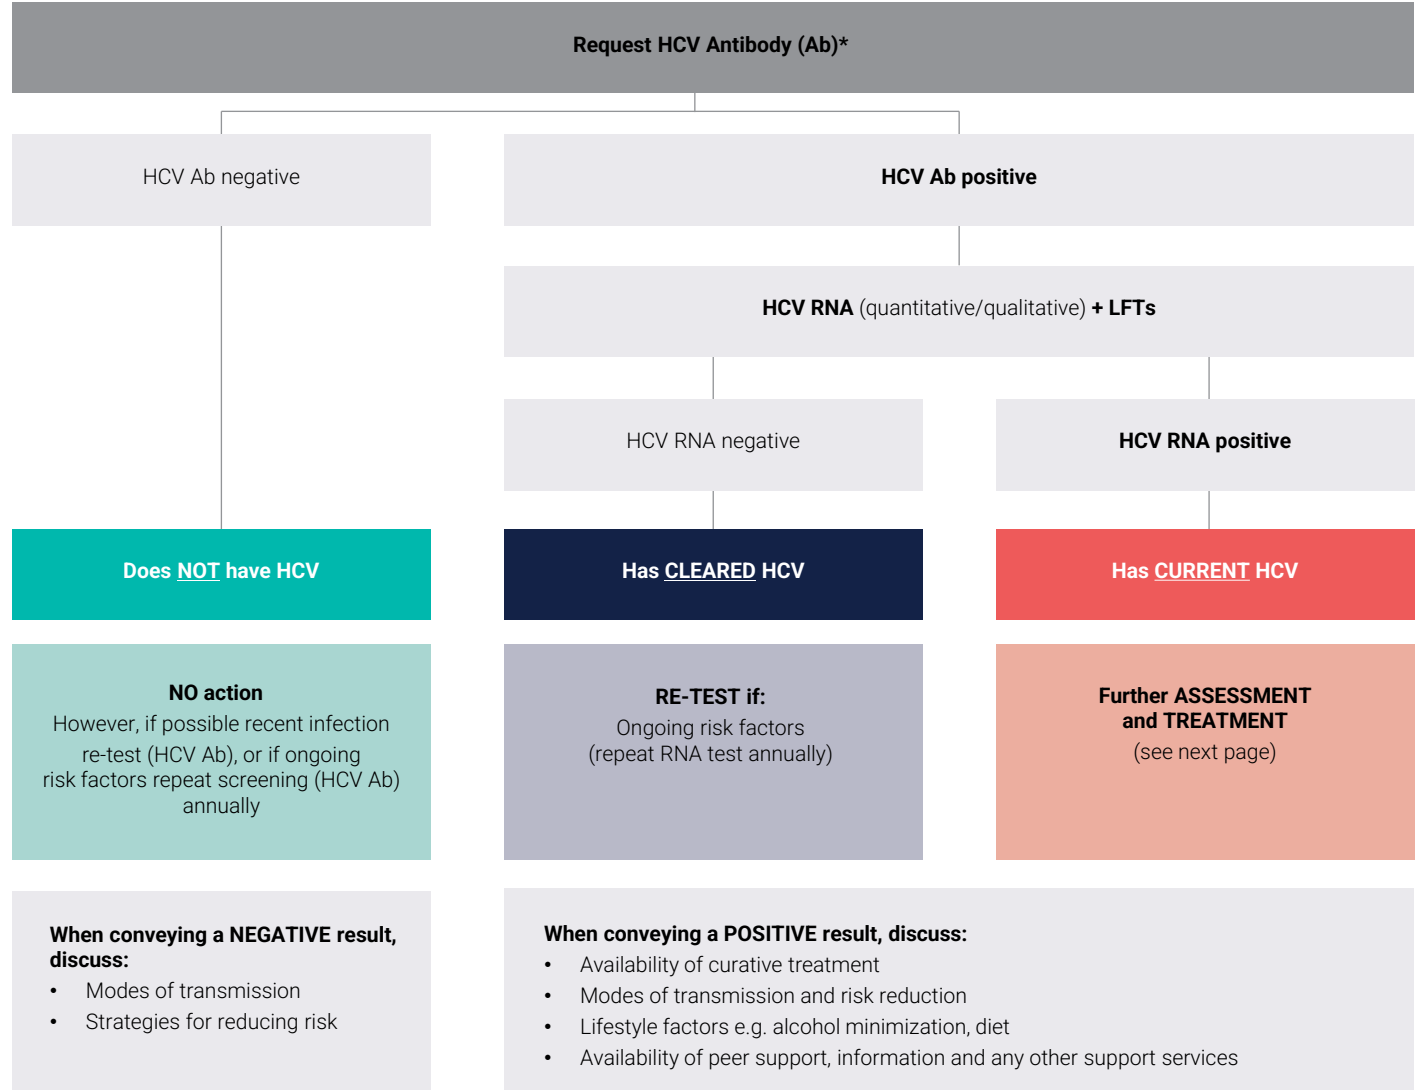 Request HCV Antibody (Ab)*
HCV Ab negative
HCV Ab positive
HCV RNA (quantitative/qualitative) + LFTs
HCV RNA negative
HCV RNA positive
Does NOT have HCV
Has CLEARED HCV
Has CURRENT HCV
NO action
However, if possible recent infection
re-test (HCV Ab), or if ongoing
risk factors repeat screening (HCV Ab)
annually
RE-TEST if:
Ongoing risk factors
(repeat RNA test annually)
Further ASSESSMENT
and TREATMENT
(see next page)
When conveying a NEGATIVE result,
discuss:
• Modes of transmission
• Strategies for reducing risk
When conveying a POSITIVE result, discuss:
• Availability of curative treatment
• Modes of transmission and risk reduction
• Lifestyle factors e.g. alcohol minimization, diet
• Availability of peer support, information and any other support services